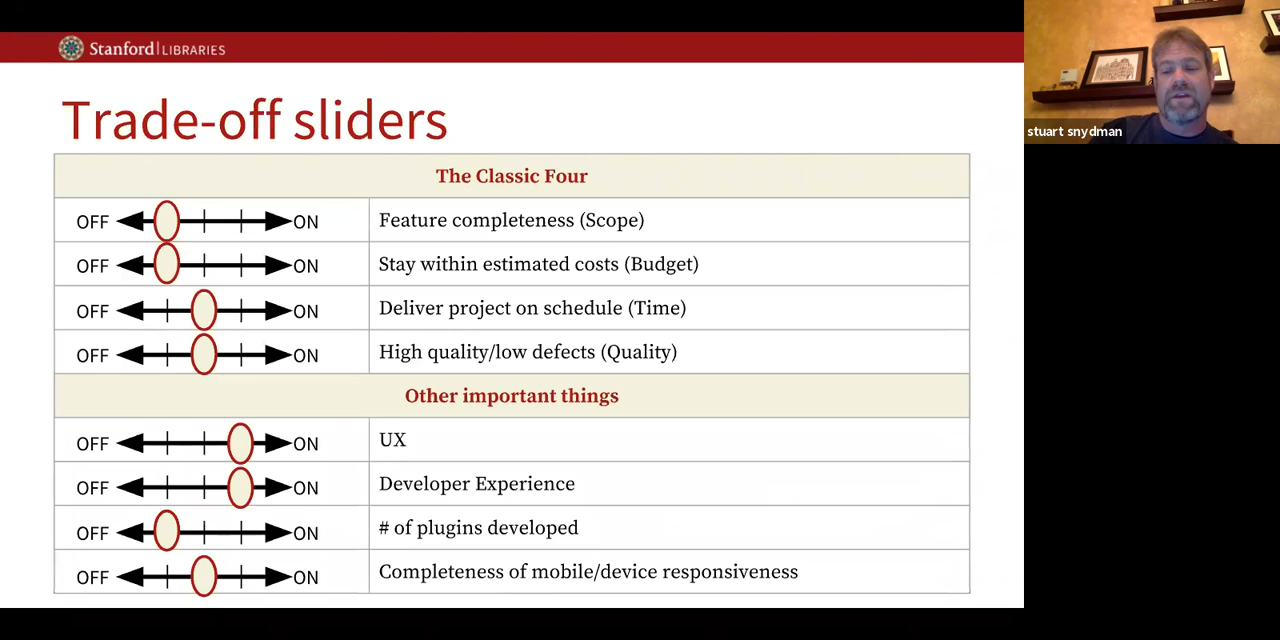 Stanford | LIBRARIES
stuart snydman
Trade-off sliders
The Classic Four
OFF ON Feature completeness (Scope)
OFF ON Stay within estimated costs (Budget)
OFF ON Deliver project on schedule (Time)
OFF ON High quality/low defects (Quality)
Other important things
OFF ON UX
OFF ON Developer Experience
OFF ON # of plugins developed
OFF ON Completeness of mobile/device responsiveness